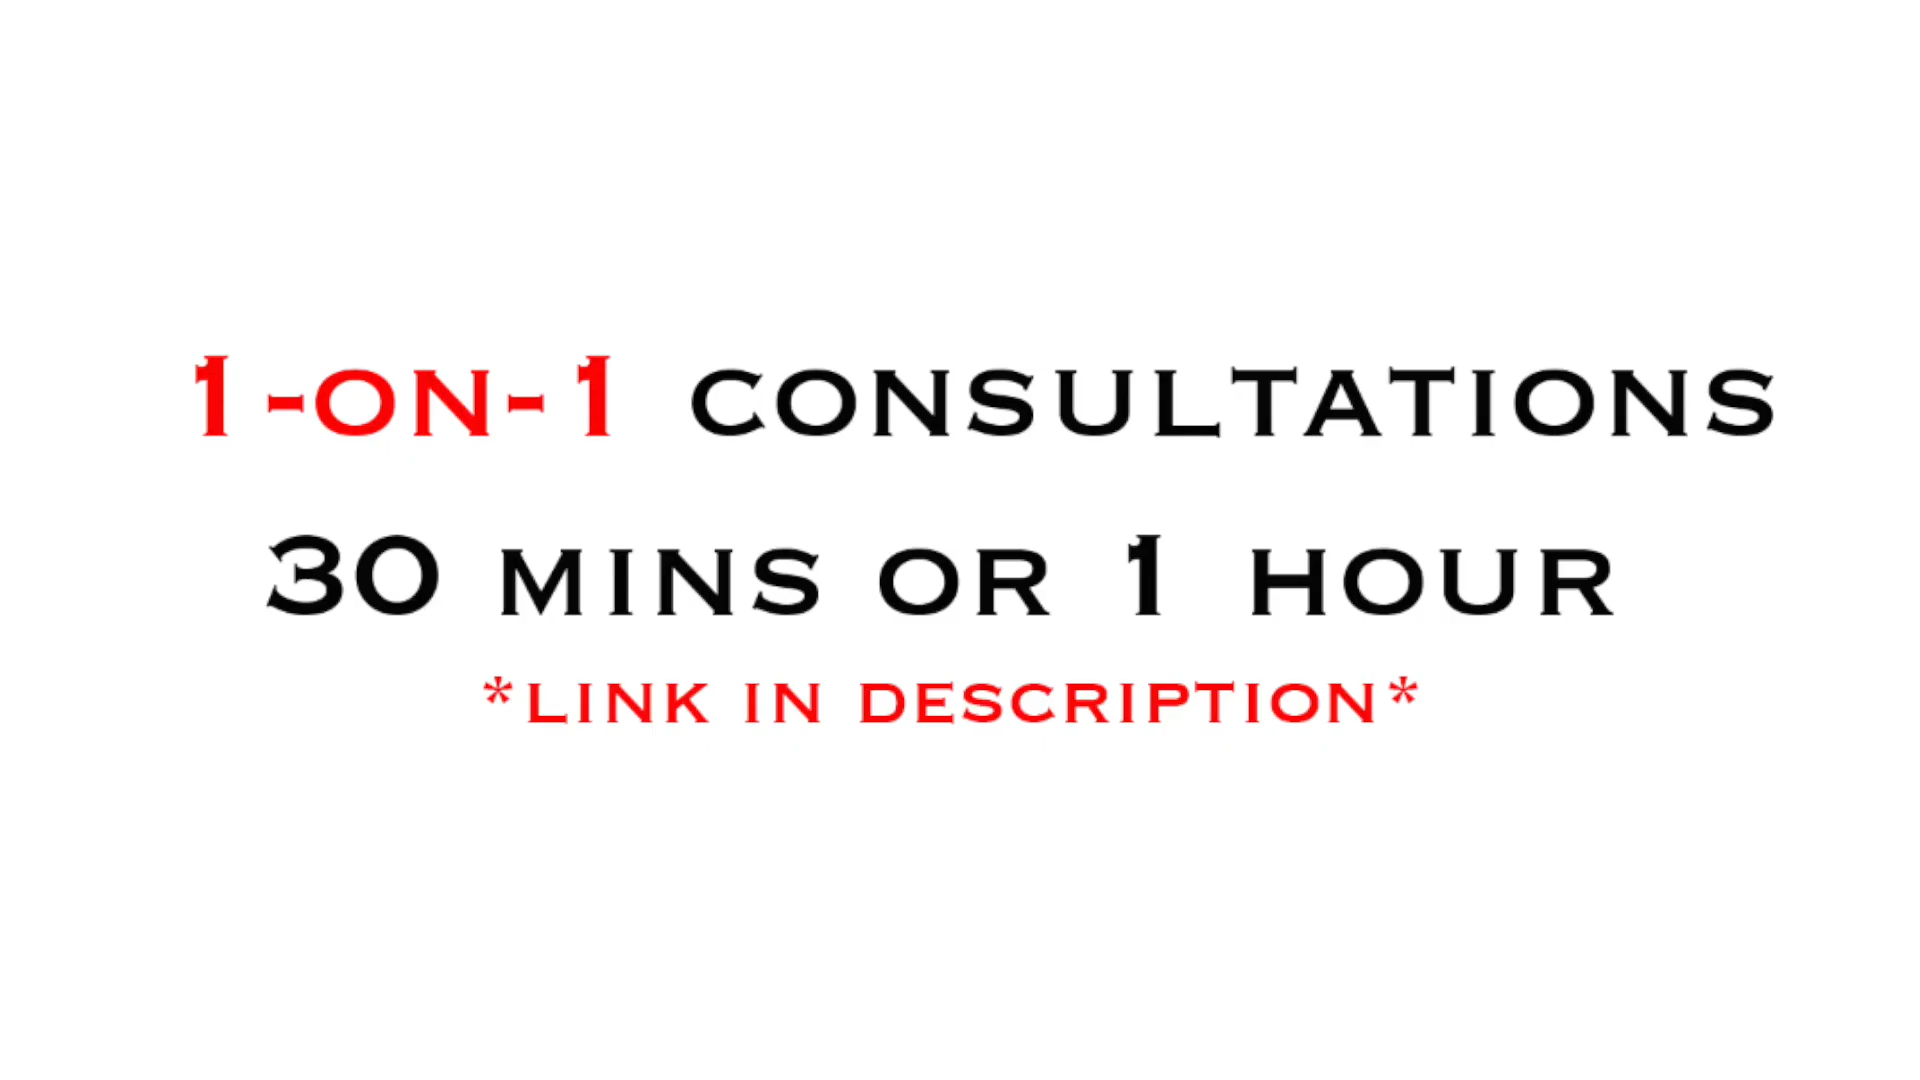 1-ON-1 CONSULTATIONS
30 MINS OR 1 HOUR
*LINK IN DESCRIPTION*